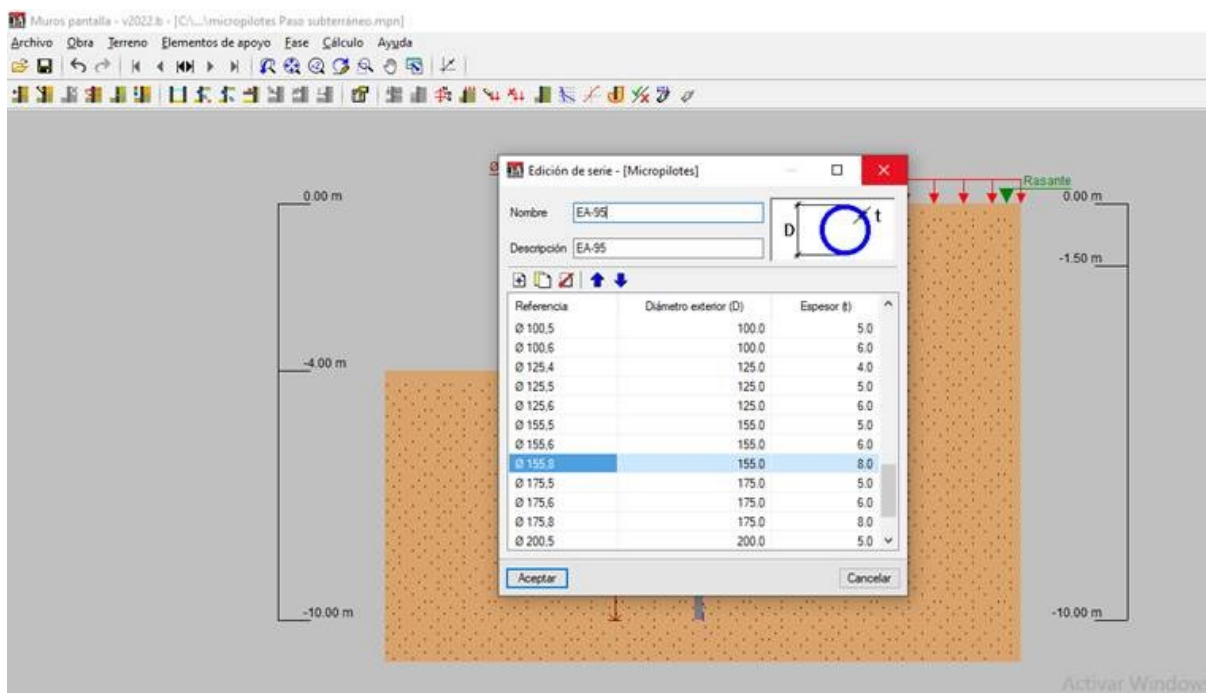 Muros pantalla - v2022.b - [C:\...\micropilotes Paso subterráneo.mpn]
Archivo Obra Terreno Elementos de apoyo Fase Cálculo Ayuda
Edición de serie - [Micropilotes]
Nombre EA-95
Descripción EA-95
D t
Referencia Diámetro exterior (D) Espesor (t)
Ø 100,5 100.0 5.0
Ø 100,6 100.0 6.0
Ø 125,4 125.0 4.0
Ø 125,5 125.0 5.0
Ø 125,6 125.0 6.0
Ø 155,5 155.0 5.0
Ø 155,6 155.0 6.0
Ø 155,8 155.0 8.0
Ø 175,5 175.0 5.0
Ø 175,6 175.0 6.0
Ø 175,8 175.0 8.0
Ø 200,5 200.0 5.0
Aceptar Cancelar
0.00 m
-4.00 m
-10.00 m
Rasante
0.00 m
-1.50 m
-10.00 m
Activar Windows